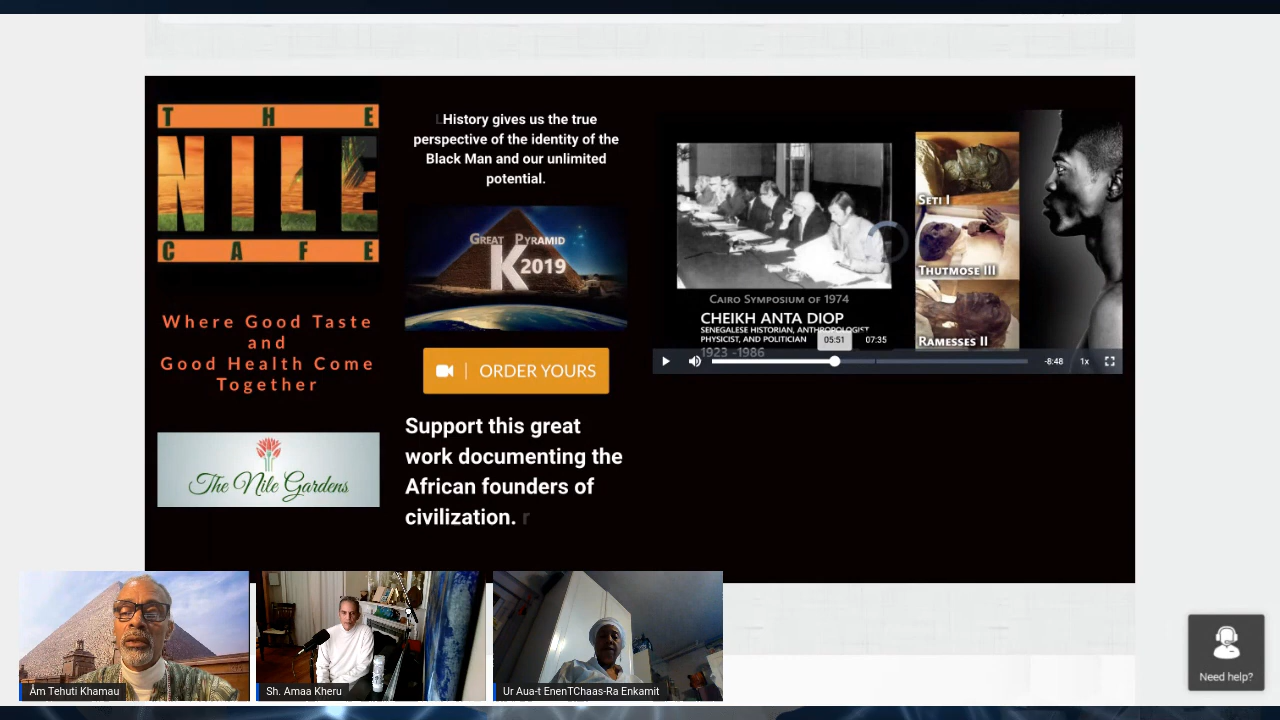 T H E
NILE
C A F E
Where Good Taste
and
Good Health Come
Together
The Nile Gardens
LHistory gives us the true
perspective of the identity of the
Black Man and our unlimited
potential.
Great Pyramid
K2019
ORDER YOURS
Support this great
work documenting the
African founders of
civilization. r
Cairo Symposium of 1974
CHEIKH ANTA DIOP
SENEGALESE HISTORIAN, ANTHROPOLOGIST,
PHYSICIST, AND POLITICIAN
1923 -1986
Seti I
Thutmose III
Ramesses II
05:51
07:35
-8:48
1x
Ám Tehuti Khamau
Sh. Amaa Kheru
Ur Aua-t EnenTChaas-Ra Enkamit
Need help?